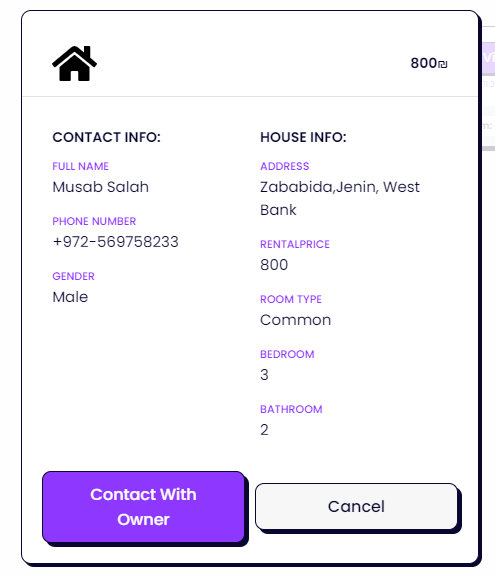 800₪
CONTACT INFO:
FULL NAME
Musab Salah
PHONE NUMBER
+972-569758233
GENDER
Male
HOUSE INFO:
ADDRESS
Zababida,Jenin, West
Bank
RENTALPRICE
800
ROOM TYPE
Common
BEDROOM
3
BATHROOM
2
Contact With
Owner
Cancel